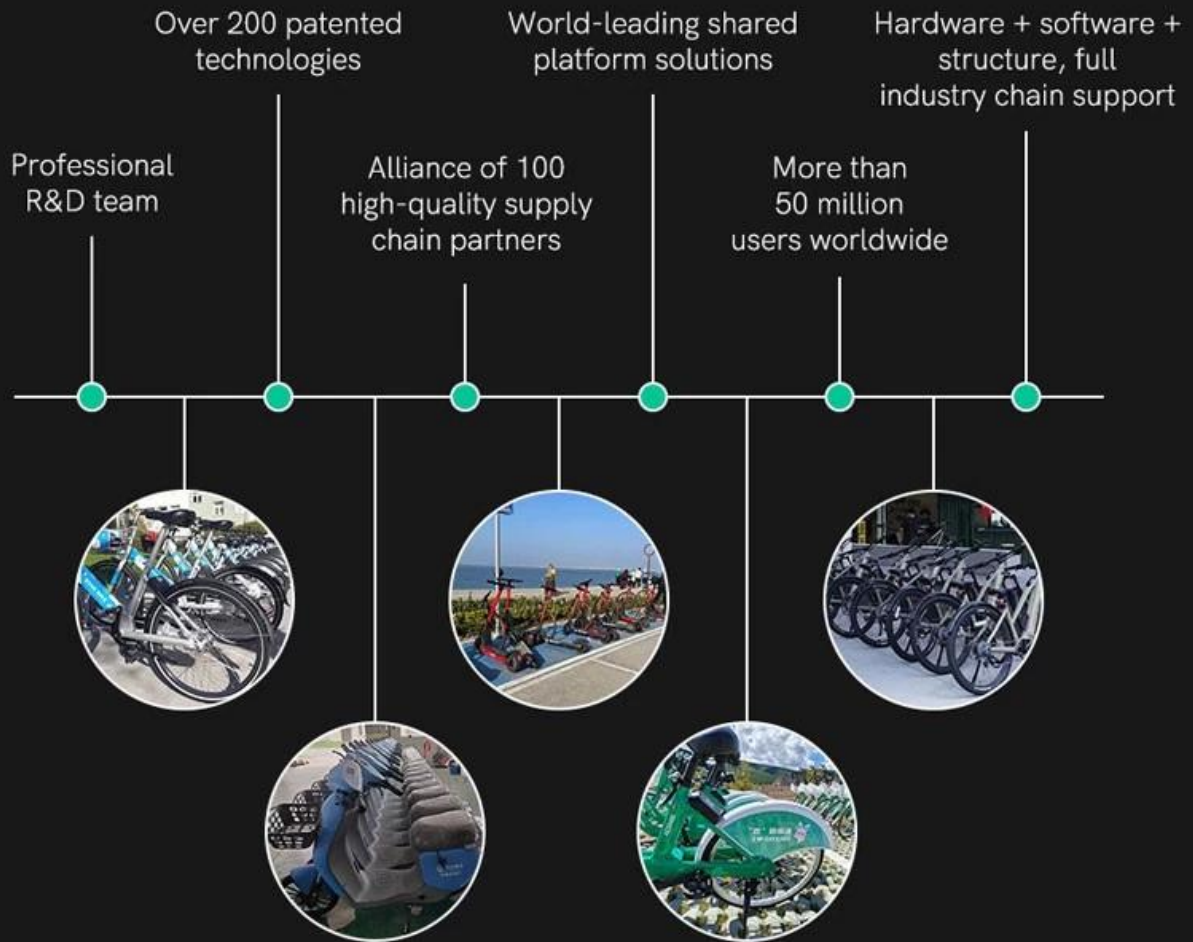 Over 200 patented
technologies
World-leading shared
platform solutions
Hardware + software +
structure, full
industry chain support
Professional
R&D team
Alliance of 100
high-quality supply
chain partners
More than
50 million
users worldwide